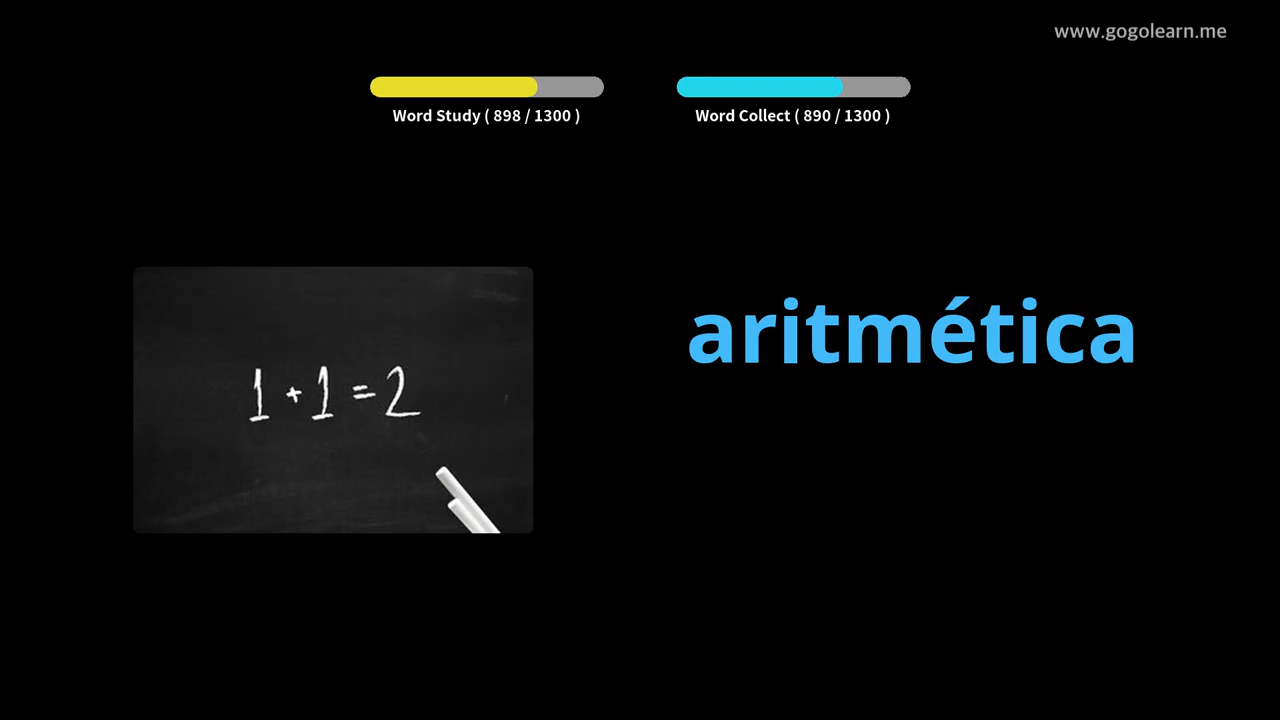 www.gogolearn.me
Word Study ( 898 / 1300 )
Word Collect ( 890 / 1300 )
aritmética
1 + 1 = 2